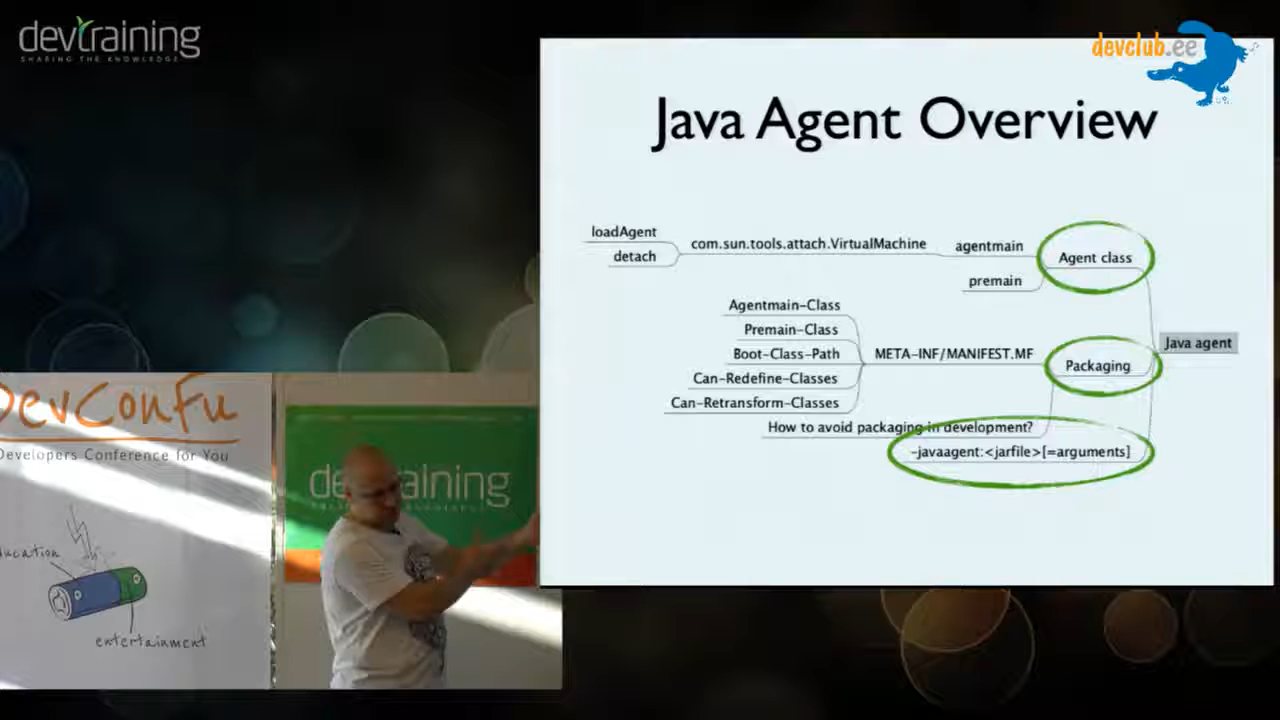 devtraining
SHARING THE KNOWLEDGE
devclub.ee
Java Agent Overview
loadAgent
detach
com.sun.tools.attach.VirtualMachine
agentmain
premain
Agent class
Agentmain-Class
Premain-Class
Boot-Class-Path
Can-Redefine-Classes
Can-Retransform-Classes
META-INF/MANIFEST.MF
Packaging
Java agent
How to avoid packaging in development?
-javaagent:<jarfile>[=arguments]
DevConFu
Developers Conference for You
entertainment